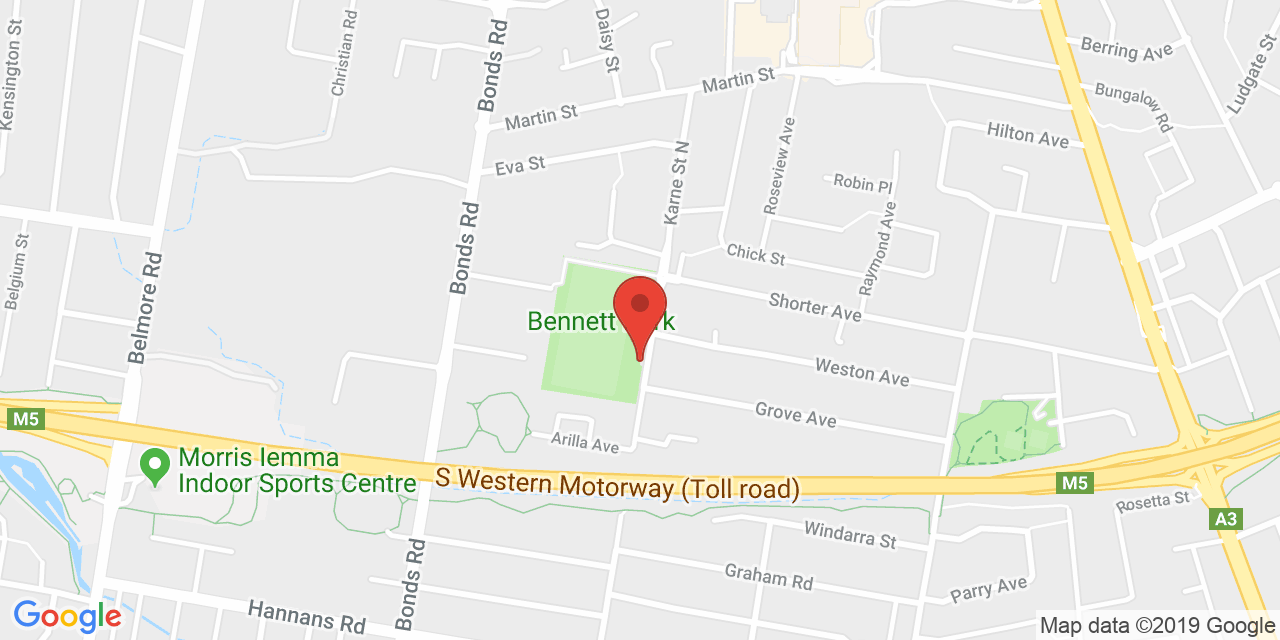 Kensington St
Christian Rd
Bonds Rd
Daisy St
Martin St
Martin St
Berring Ave
Bungalow Rd
Ludgate St
Hilton Ave
Eva St
Karne St N
Roseview Ave
Robin Pl
Raymond Ave
Chick St
Shorter Ave
Belgium St
Belmore Rd
Bonds Rd
Bennett
rk
Weston Ave
Grove Ave
Arilla Ave
M5
Morris Iemma
Indoor Sports Centre
S Western Motorway (Toll road)
M5
Rosetta St
A3
Windarra St
Graham Rd
Parry Ave
Bonds Rd
Hannans Rd
Google
Map data ©2019 Google